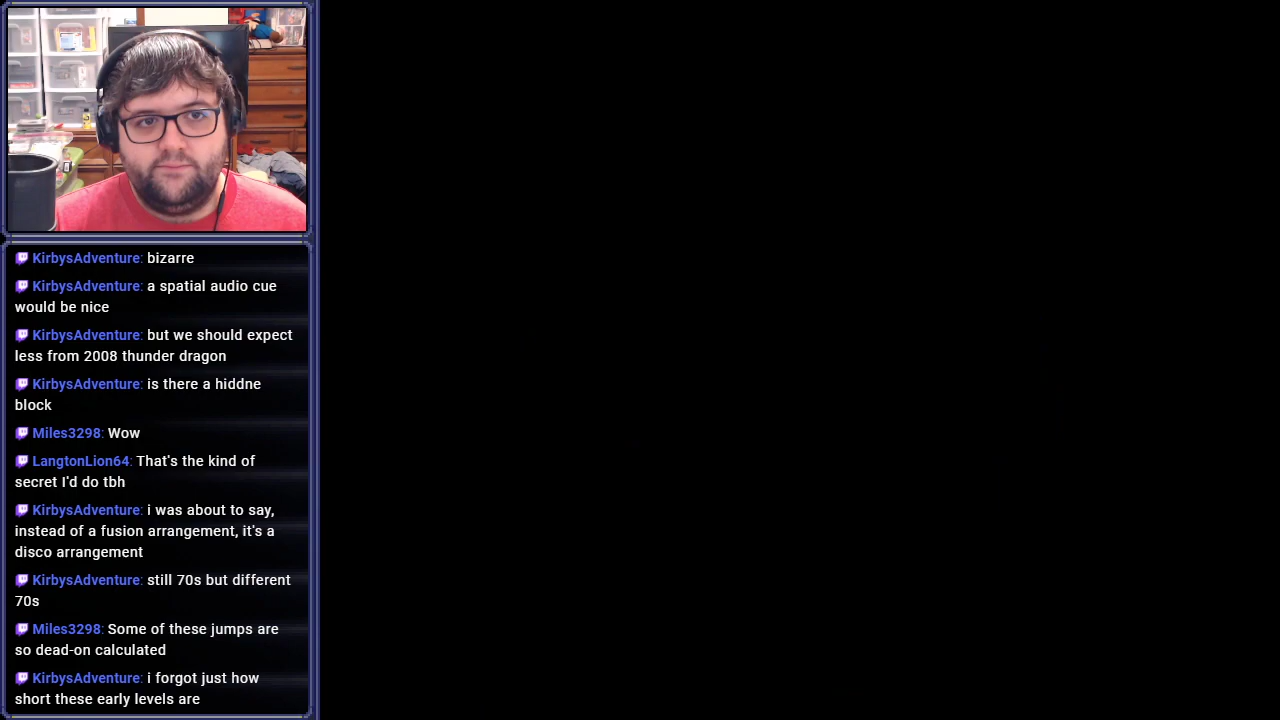 KirbysAdventure: bizarre
KirbysAdventure: a spatial audio cue
would be nice
KirbysAdventure: but we should expect
less from 2008 thunder dragon
KirbysAdventure: is there a hiddne
block
Miles3298: Wow
LangtonLion64: That's the kind of
secret I'd do tbh
KirbysAdventure: i was about to say,
instead of a fusion arrangement, it's a
disco arrangement
KirbysAdventure: still 70s but different
70s
Miles3298: Some of these jumps are
so dead-on calculated
KirbysAdventure: i forgot just how
short these early levels are